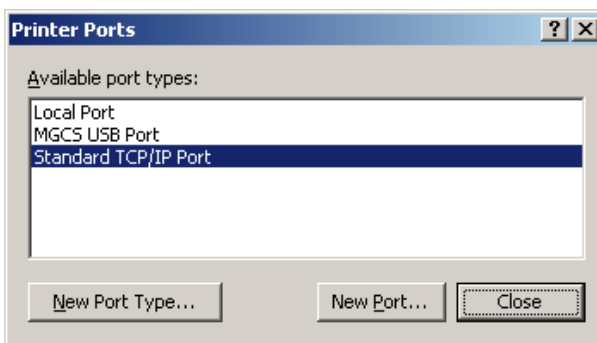 Printer Ports
Available port types:
Local Port
MGCS USB Port
Standard TCP/IP Port
New Port Type...
New Port...
Close